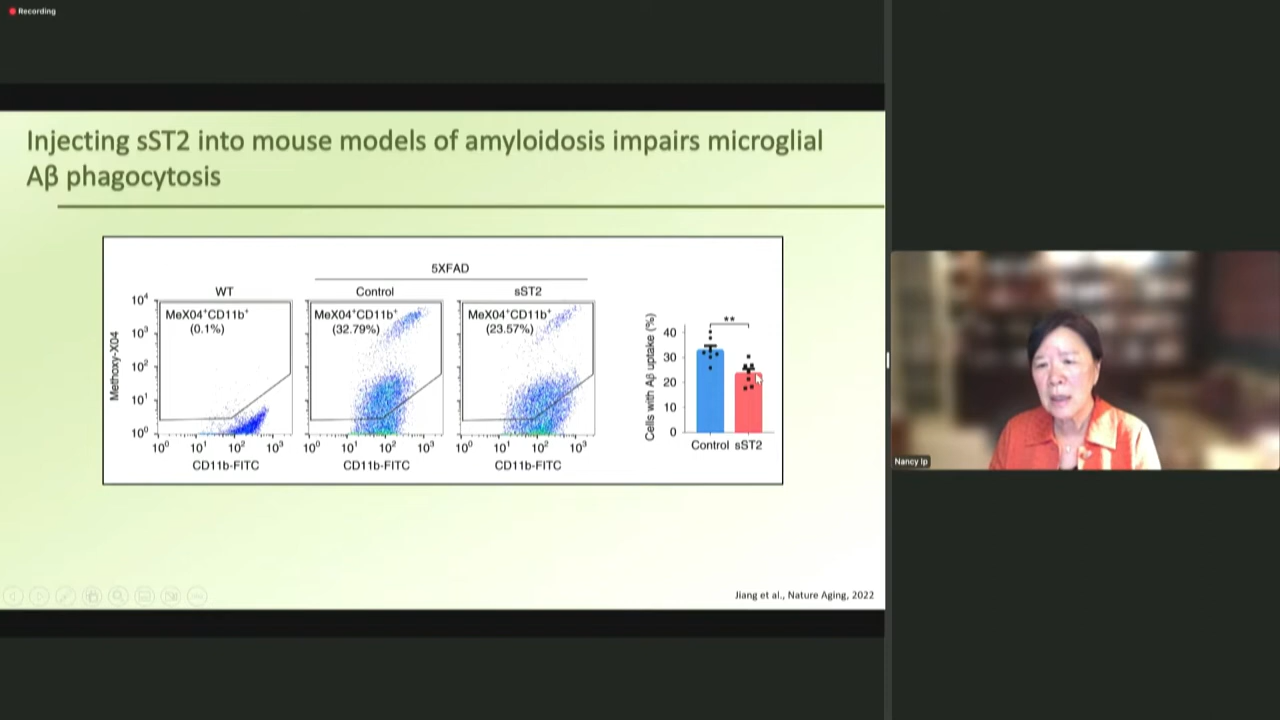 Recording
Injecting sST2 into mouse models of amyloidosis impairs microglial
Aβ phagocytosis
5XFAD
WT
Control
sST2
MeX04⁺CD11b⁺
(0.1%)
MeX04⁺CD11b⁺
(32.79%)
MeX04⁺CD11b⁺
(23.57%)
Methoxy-X04
10⁴
10³
10²
10¹
10⁰
10⁰ 10¹ 10² 10³
10⁰ 10¹ 10² 10³
10⁰ 10¹ 10² 10³
CD11b-FITC
CD11b-FITC
CD11b-FITC
Cells with Aβ uptake (%)
**
40
30
20
10
0
Control sST2
Nancy Ip
Jiang et al., Nature Aging, 2022